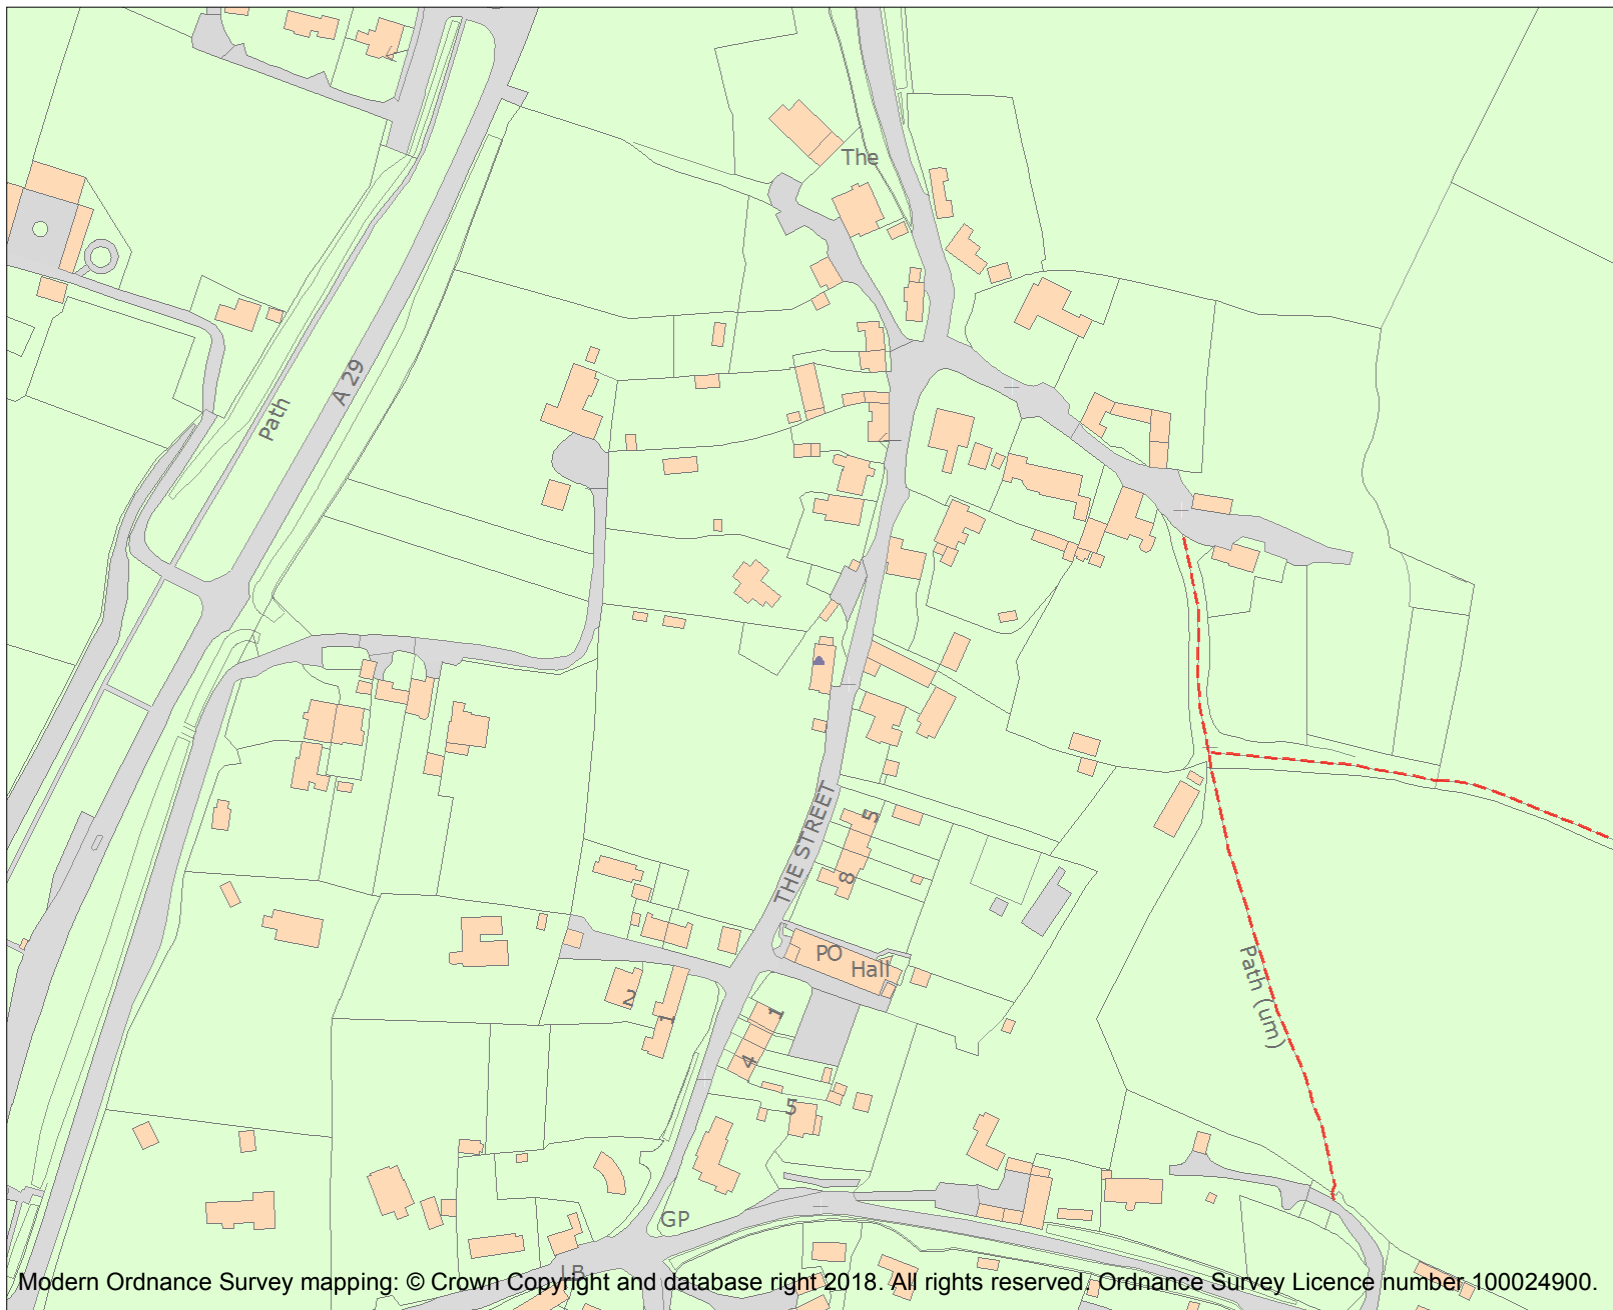 The
A 29
Path
THE STREET
5
8
PO
Hall
2
1
1
4
5
Path (um)
GP
LB
Modern Ordnance Survey mapping: © Crown Copyright and database right 2018. All rights reserved. Ordnance Survey Licence number 100024900.